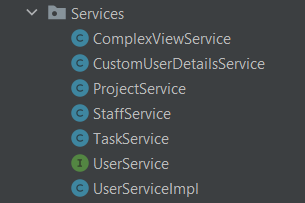 Services
C ComplexViewService
C CustomUserDetailsService
C ProjectService
C StaffService
C TaskService
I UserService
C UserServiceImpl